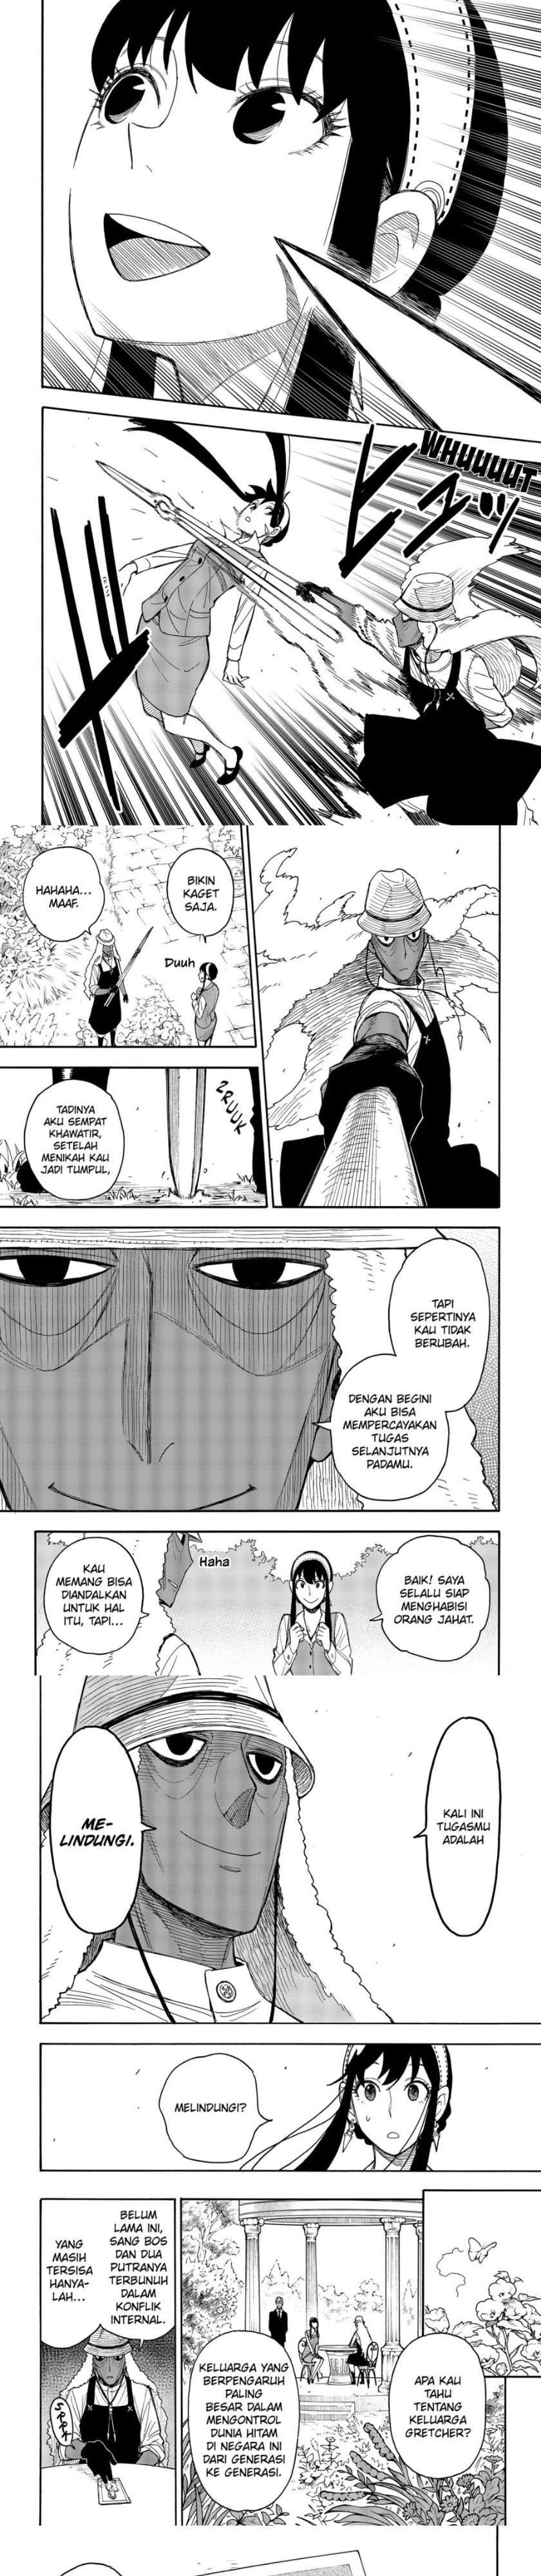 WHUUUUT
BIKIN
KAGET
SAJA.
Duuh
HAHAHA...
MAAF.
ZRUUK
TADINYA
AKU SEMPAT
KHAWATIR,
SETELAH
MENIKAH KAU
JADI TUMPUL,
TAPI
SEPERTINYA
KAU TIDAK
BERUBAH.
DENGAN BEGINI
AKU BISA
MEMPERCAYAKAN
TUGAS
SELANJUTNYA
PADAMU.
BAIK! SAYA
SELALU SIAP
MENGHABISI
ORANG JAHAT.
Haha
KAU
MEMANG BISA
DIANDALKAN
UNTUK HAL
ITU, TAPI...
KALI INI
TUGASMU
ADALAH
ME-
LINDUNGI.
MELINDUNGI?
APA KAU
TAHU
TENTANG
KELUARGA
GRETCHER?
KELUARGA YANG
BERPENGARUH
PALING
BESAR DALAM
MENGONTROL
DUNIA HITAM
DI NEGARA INI
DARI GENERASI
KE GENERASI.
BELUM
LAMA INI,
SANG BOS
DAN DUA
PUTRANYA
TERBUNUH
DALAM
KONFLIK
INTERNAL.
YANG
MASIH
TERSISA
HANYA-
LAH...